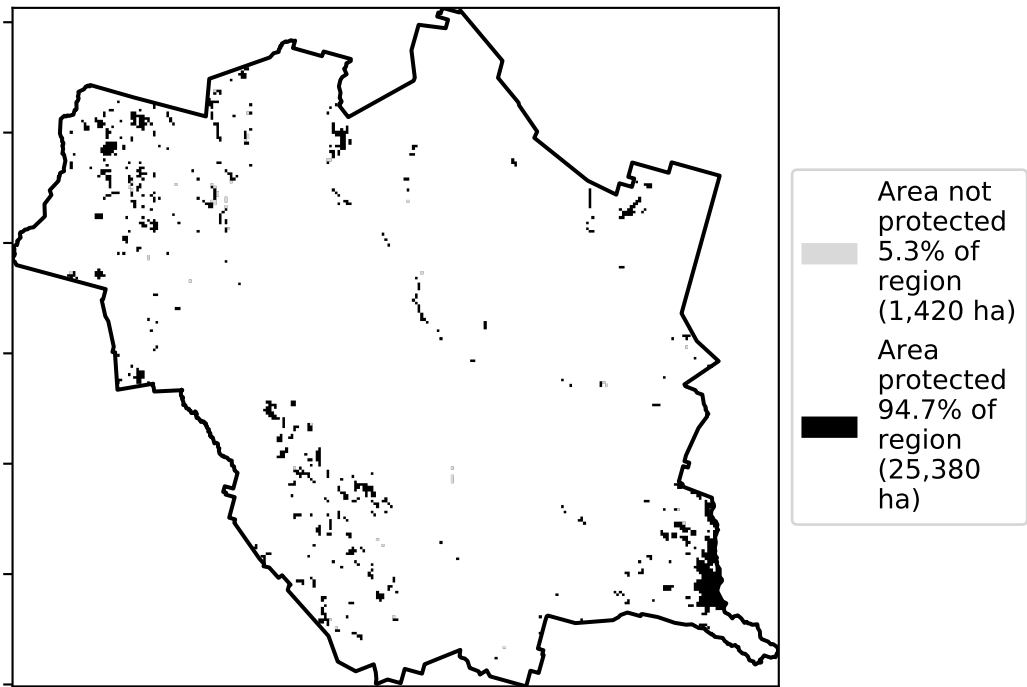 Area not
protected
5.3% of
region
(1,420 ha)
Area
protected
94.7% of
region
(25,380
ha)